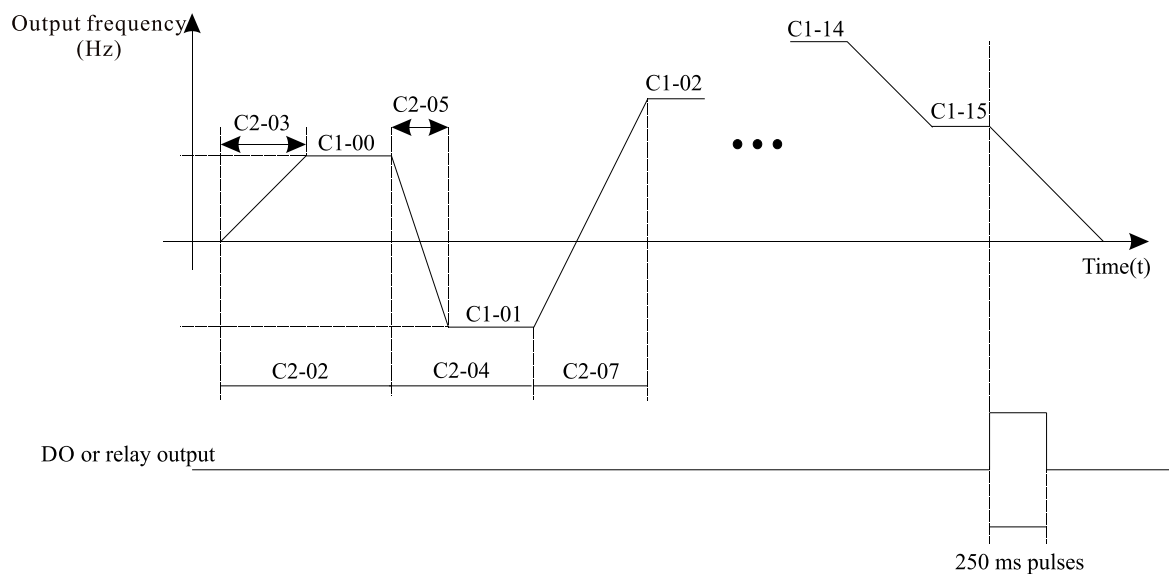 Output frequency
(Hz)
C1-14
C1-02
C2-05
C2-03
C1-15
C1-00
Time(t)
C1-01
C2-02
C2-04
C2-07
DO or relay output
250 ms pulses